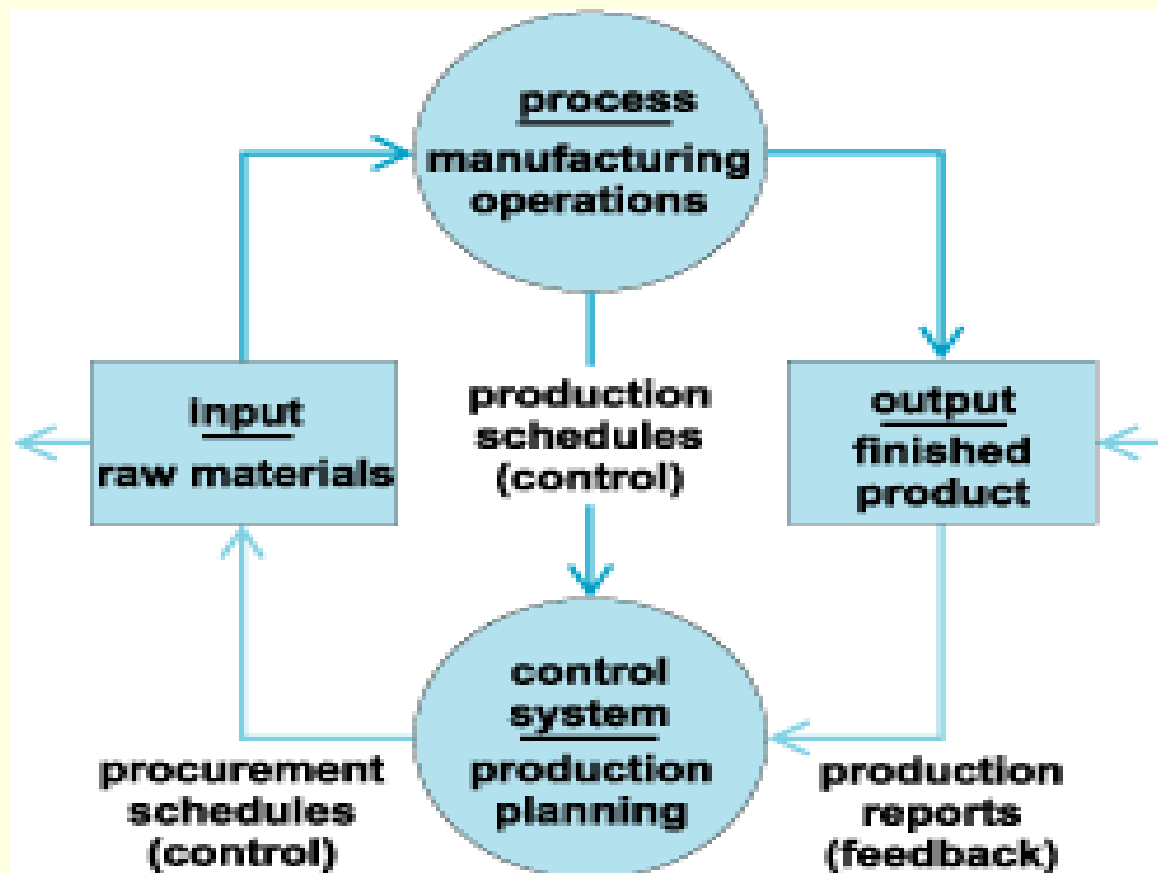 process
manufacturing
operations
input
raw materials
production
schedules
(control)
output
finished
product
control
system
production
planning
procurement
schedules
(control)
production
reports
(feedback)